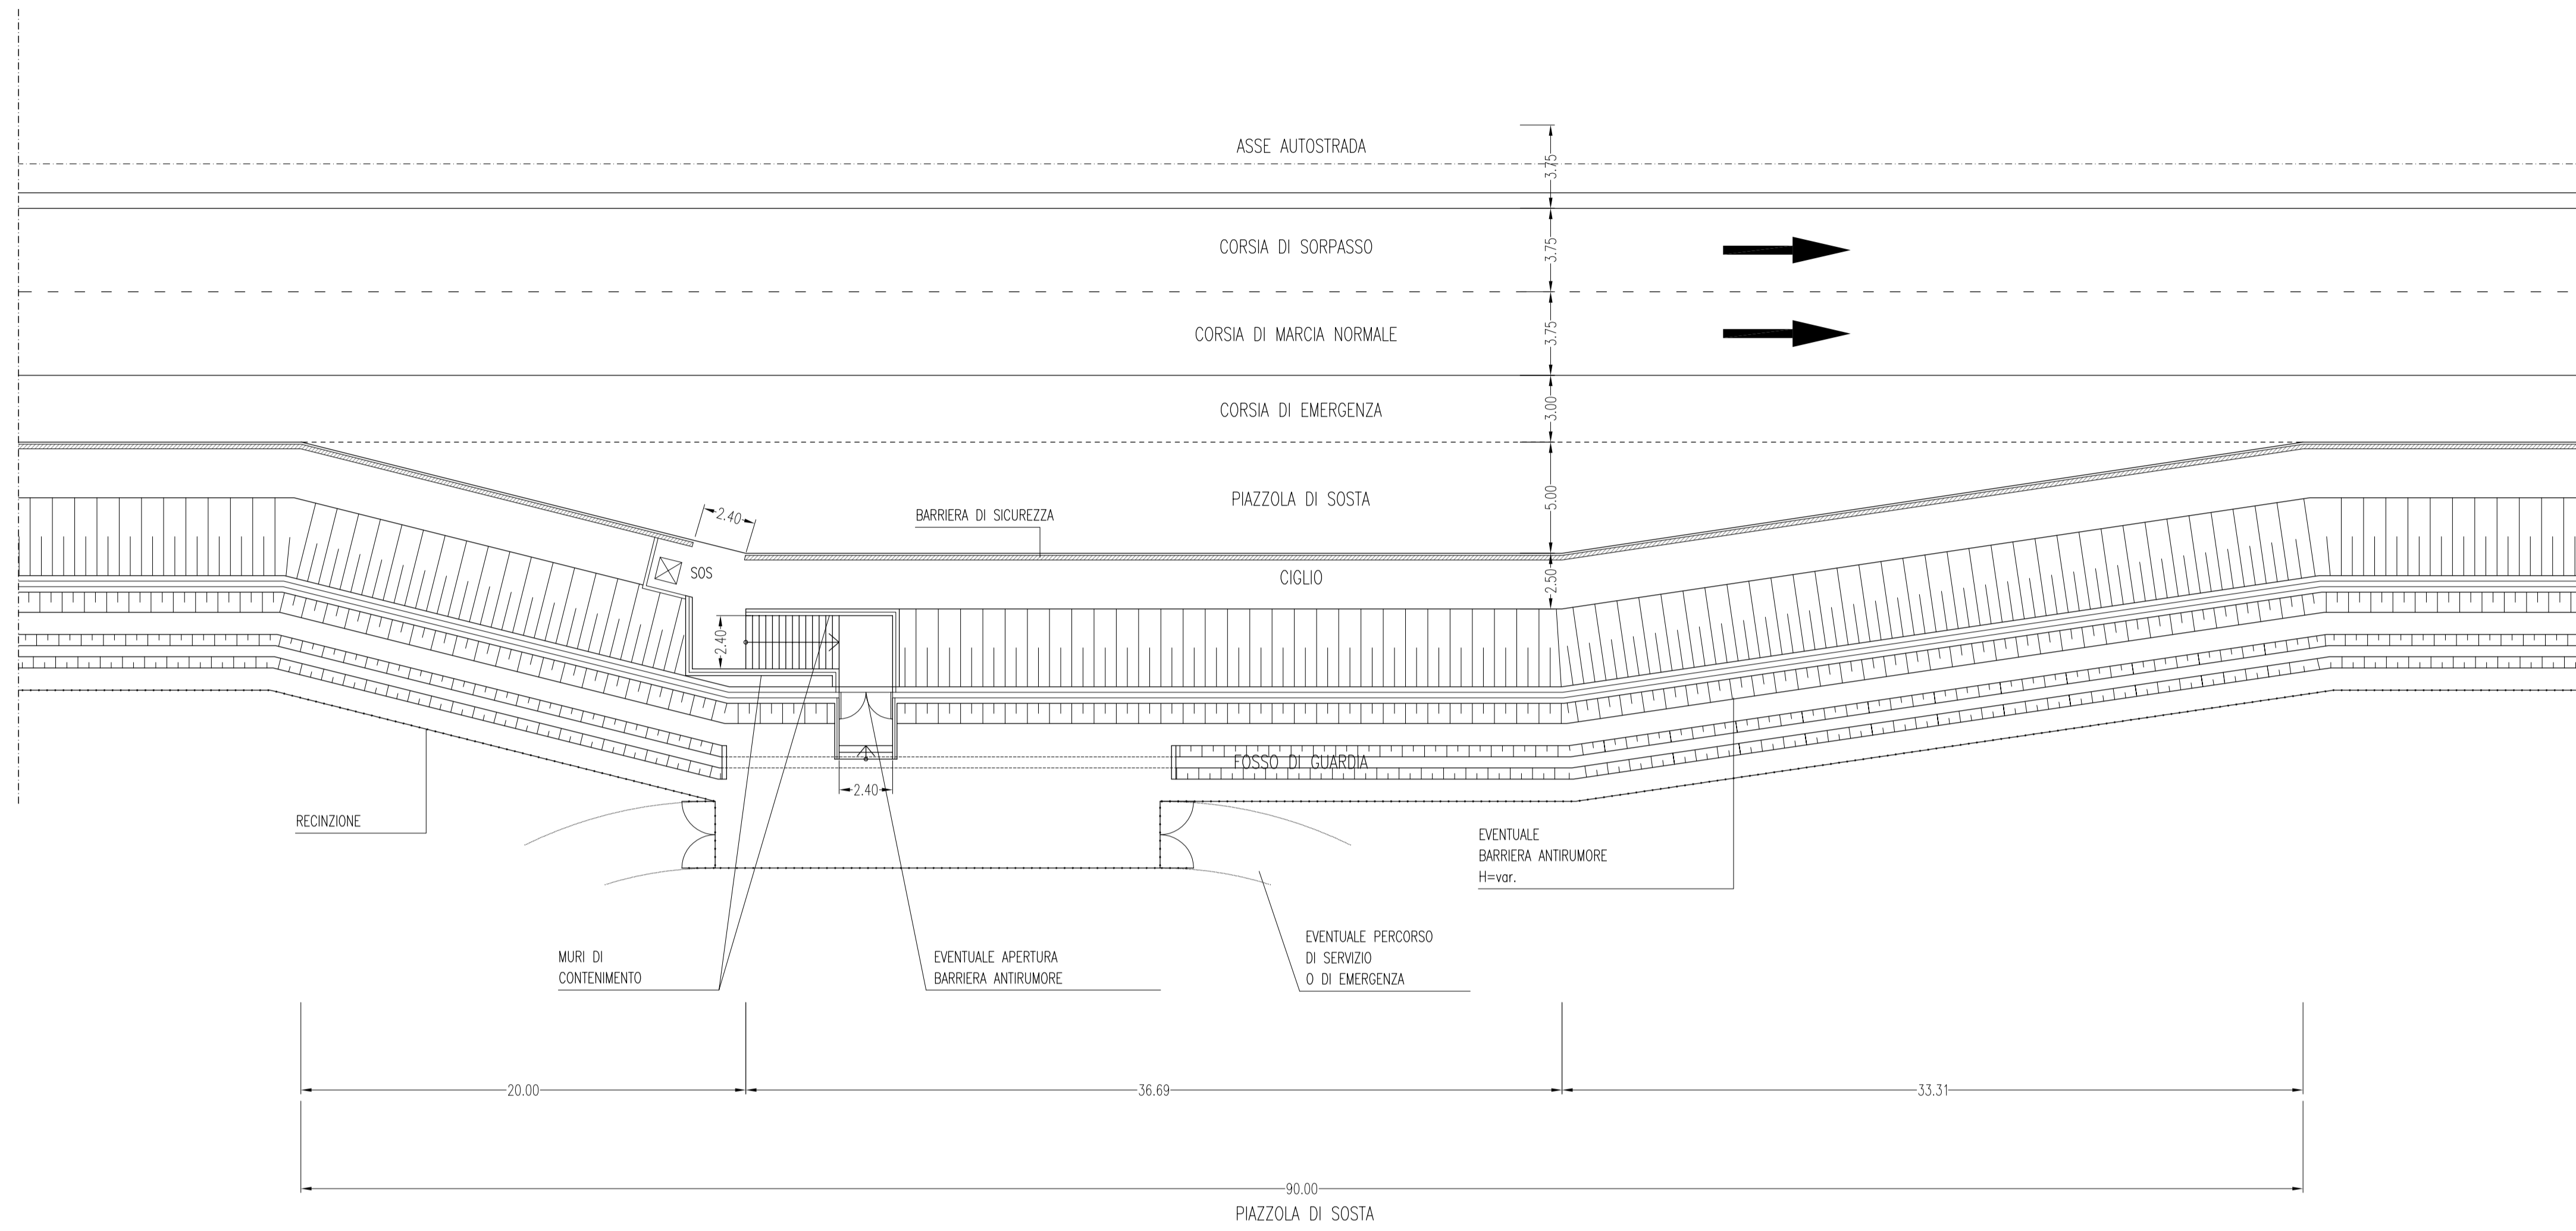 ASSE AUTOSTRADA
3.75
CORSIA DI SORPASSO
3.75
CORSIA DI MARCIA NORMALE
3.75
CORSIA DI EMERGENZA
3.00
PIAZZOLA DI SOSTA
5.00
2.40
BARRIERA DI SICUREZZA
SOS
CIGLIO
2.50
2.40
FOSSO DI GUARDIA
2.40
RECINZIONE
EVENTUALE
BARRIERA ANTIRUMORE
H=var.
MURI DI
CONTENIMENTO
EVENTUALE APERTURA
BARRIERA ANTIRUMORE
EVENTUALE PERCORSO
DI SERVIZIO
O DI EMERGENZA
20.00
36.69
33.31
90.00
PIAZZOLA DI SOSTA